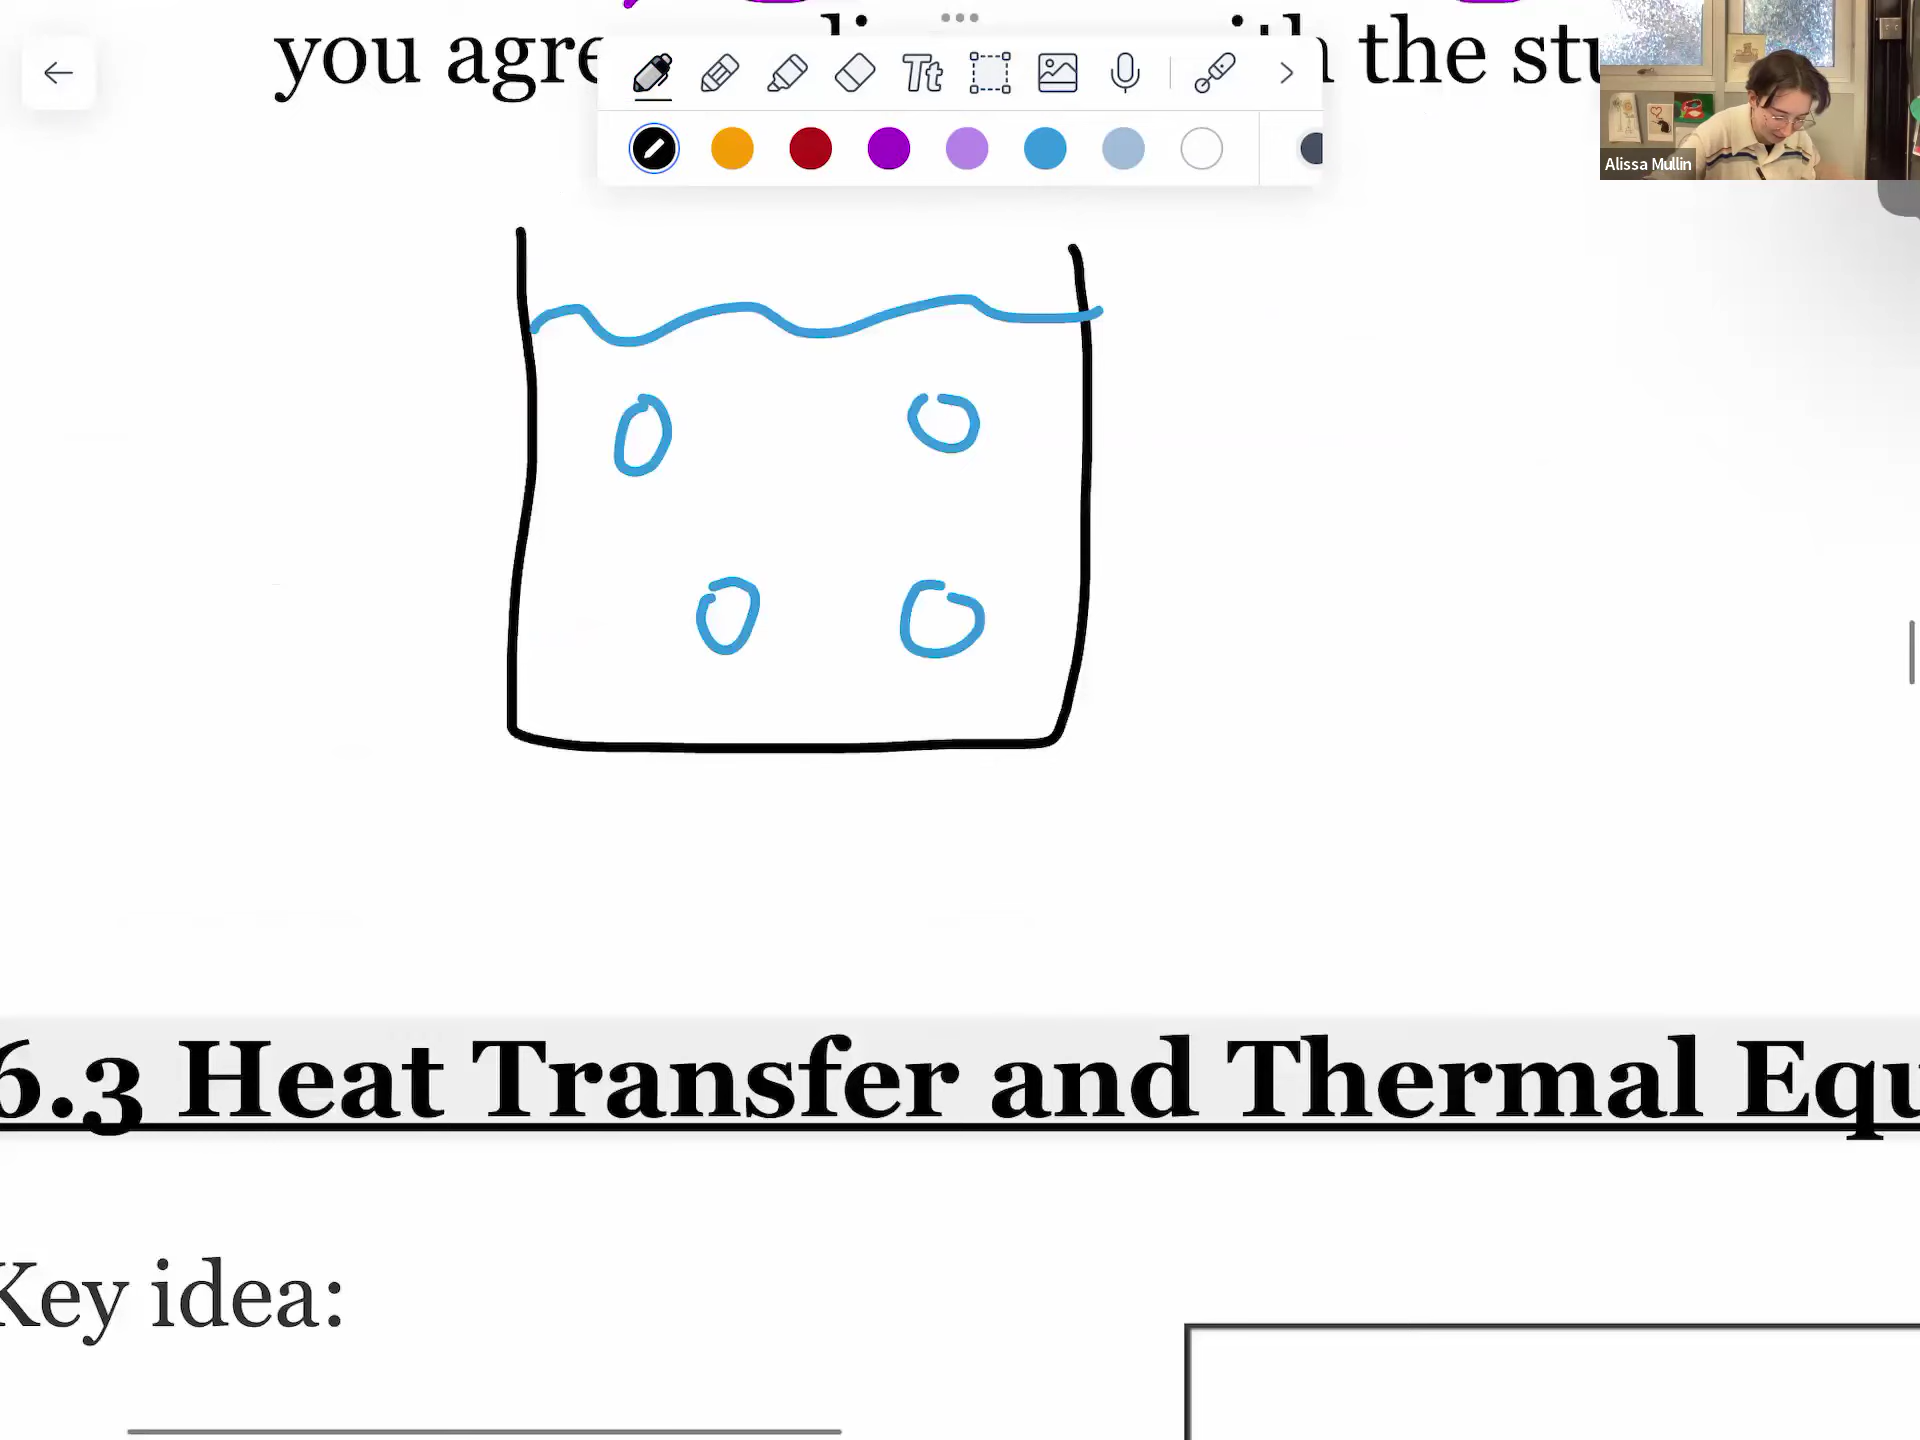 you agre the stu
Tt
Alissa Mullin
6.3 Heat Transfer and Thermal Equ
Key idea: